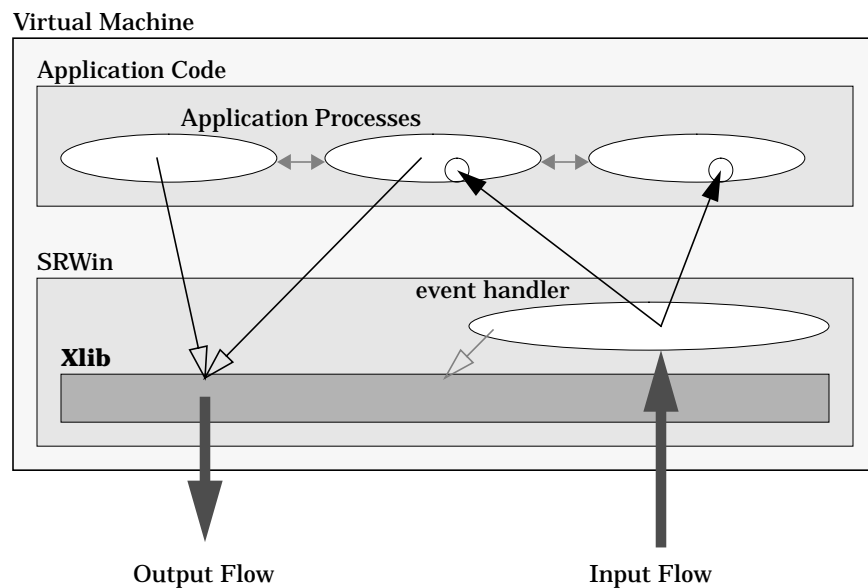 Virtual Machine
Application Code
Application Processes
SRWin
event handler
Xlib
Output Flow
Input Flow